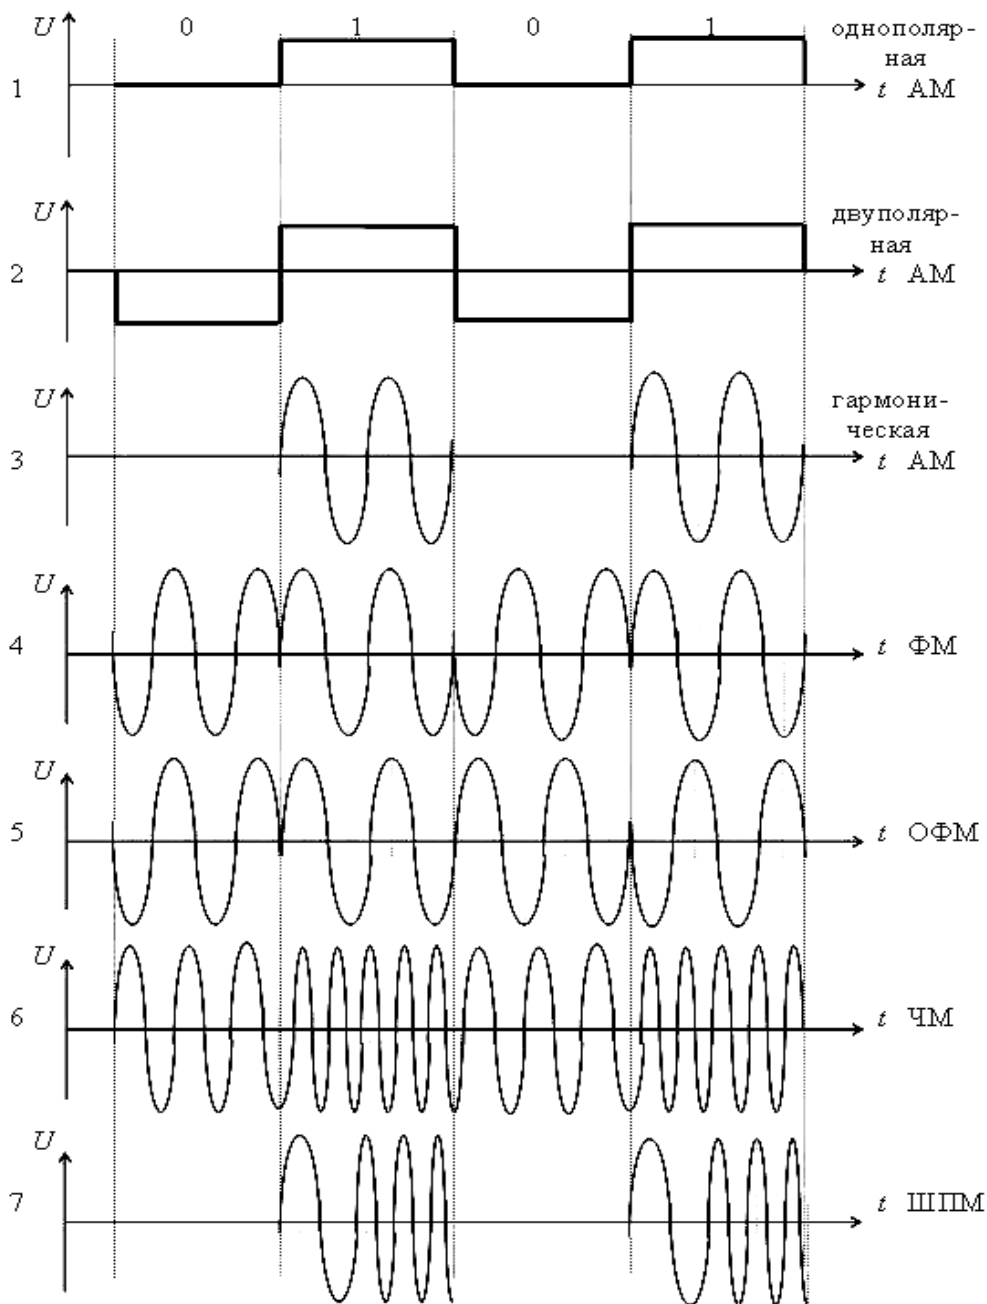 U 0 1 0 1 однополяр-
ная
1 t АМ
U двуполяр-
ная
2 t АМ
U гармони-
ческая
3 t АМ
U
4 t ФМ
U
5 t ОФМ
U
6 t ЧМ
U
7 t ШПМ